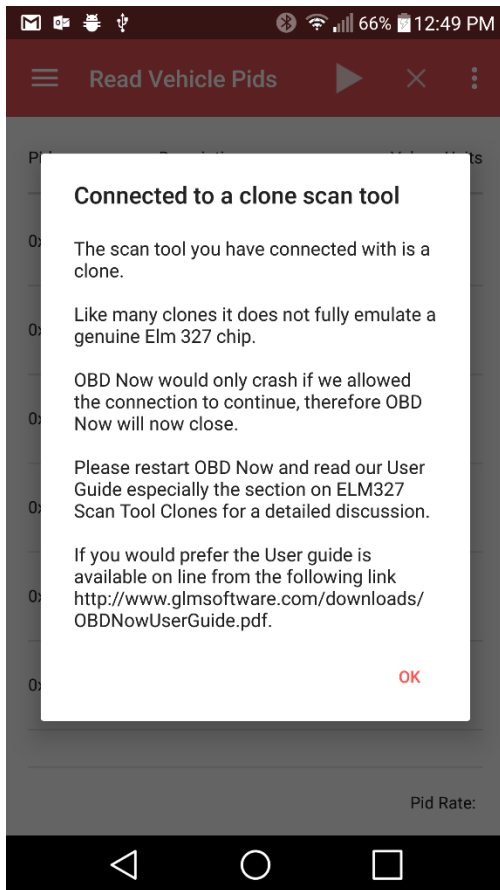 66% 12:49 PM
Read Vehicle Pids
Connected to a clone scan tool
The scan tool you have connected with is a
clone.
Like many clones it does not fully emulate a
genuine Elm 327 chip.
OBD Now would only crash if we allowed
the connection to continue, therefore OBD
Now will now close.
Please restart OBD Now and read our User
Guide especially the section on ELM327
Scan Tool Clones for a detailed discussion.
If you would prefer the User guide is
available on line from the following link
http://www.glmsoftware.com/downloads/
OBDNowUserGuide.pdf.
OK
Pid Rate: